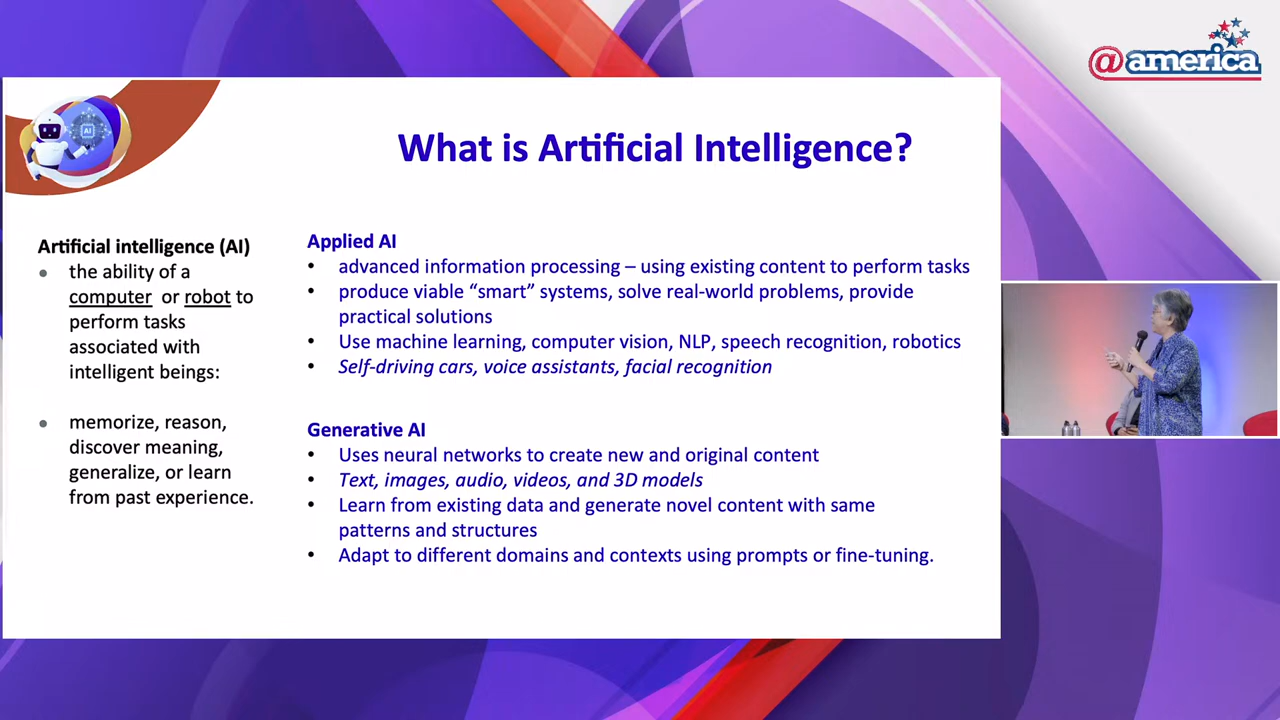 @america
AI
What is Artificial Intelligence?
Artificial intelligence (AI)
• the ability of a
computer or robot to
perform tasks
associated with
intelligent beings:
• memorize, reason,
discover meaning,
generalize, or learn
from past experience.
Applied AI
• advanced information processing – using existing content to perform tasks
• produce viable “smart” systems, solve real-world problems, provide
practical solutions
• Use machine learning, computer vision, NLP, speech recognition, robotics
• Self-driving cars, voice assistants, facial recognition
Generative AI
• Uses neural networks to create new and original content
• Text, images, audio, videos, and 3D models
• Learn from existing data and generate novel content with same
patterns and structures
• Adapt to different domains and contexts using prompts or fine-tuning.